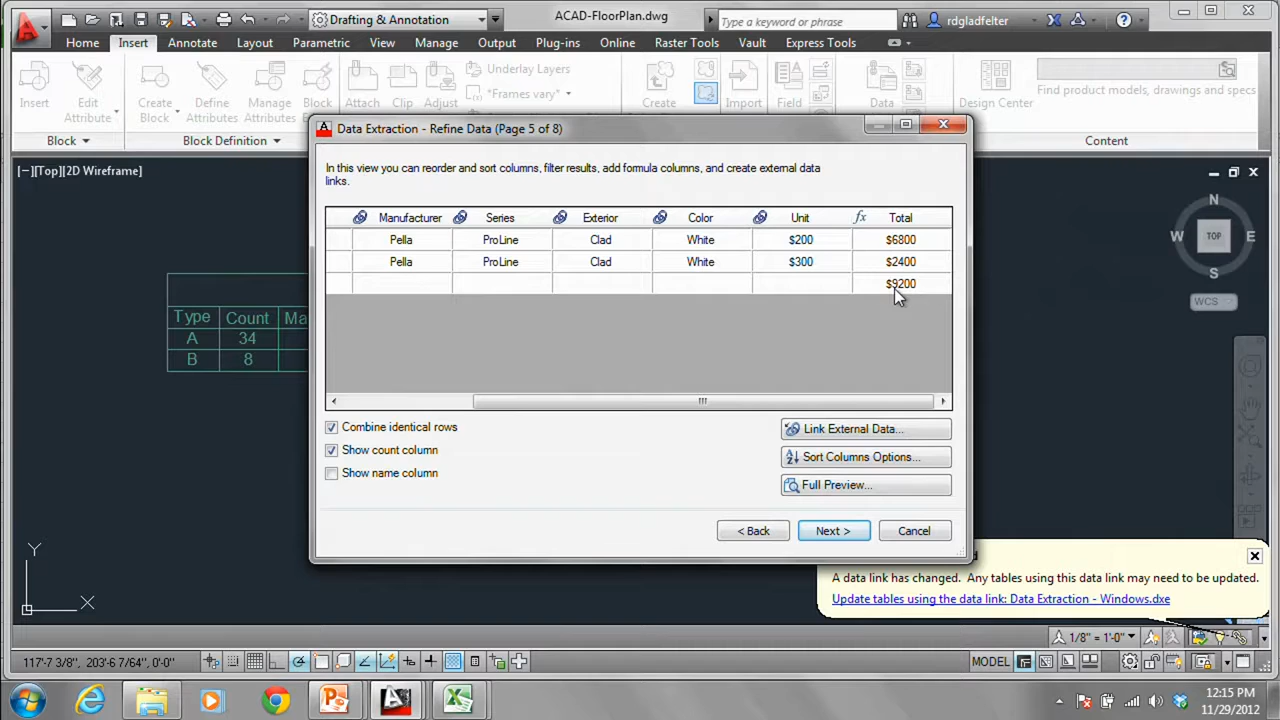 Drafting & Annotation
ACAD-FloorPlan.dwg
Type a keyword or phrase
rdgladfelter
Home Insert Annotate Layout Parametric View Manage Output Plug-ins Online Raster Tools Vault Express Tools
Insert
Edit Attribute
Create Block
Define Attributes
Manage Attributes
Block
Attach
Clip
Adjust
Underlay Layers
*Frames vary*
Create
Import
Field
Data
Design Center
Find product models, drawings and specs
Block
Block Definition
Content
[−][Top][2D Wireframe]
Data Extraction - Refine Data (Page 5 of 8)
In this view you can reorder and sort columns, filter results, add formula columns, and create external data
links.
Manufacturer Series Exterior Color Unit fx Total
Pella ProLine Clad White $200 $6800
Pella ProLine Clad White $300 $2400
$9200
Combine identical rows
Show count column
Show name column
Link External Data...
Sort Columns Options...
Full Preview...
< Back Next > Cancel
Type Count Ma
A 34
B 8
N
W TOP E
S
WCS
A data link has changed. Any tables using this data link may need to be updated.
Update tables using the data link: Data Extraction - Windows.dxe
Y
X
1/8" = 1'-0"
117'-7 3/8", 203'-6 7/64", 0'-0"
MODEL
12:15 PM
11/29/2012